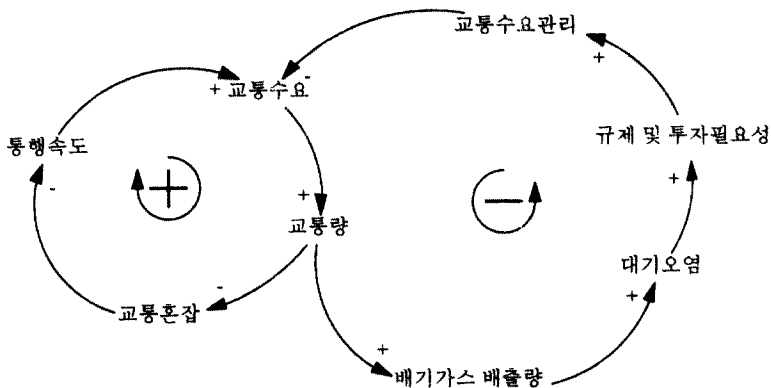 교통수요관리
+
-
+ 교통수요
규제 및 투자필요성
통행속도
-
+
+
교통량
대기오염
+
-
교통혼잡
+
배기가스 배출량